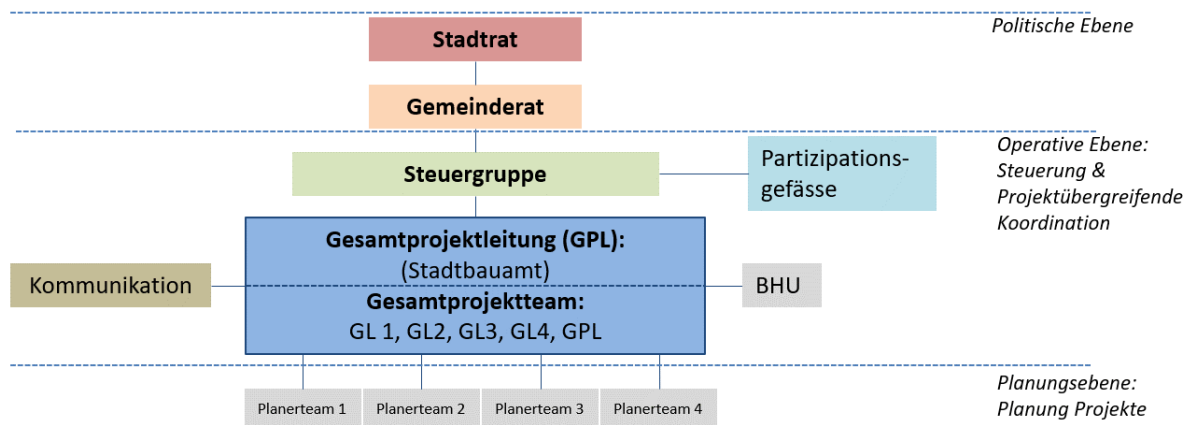 Politische Ebene
Stadtrat
Gemeinderat
Operative Ebene:
Steuerung &
Projektübergreifende
Koordination
Steuergruppe
Partizipations-
gefässe
Gesamtprojektleitung (GPL):
(Stadtbauamt)
Kommunikation
BHU
Gesamtprojektteam:
GL 1, GL2, GL3, GL4, GPL
Planungsebene:
Planung Projekte
Planerteam 1
Planerteam 2
Planerteam 3
Planerteam 4